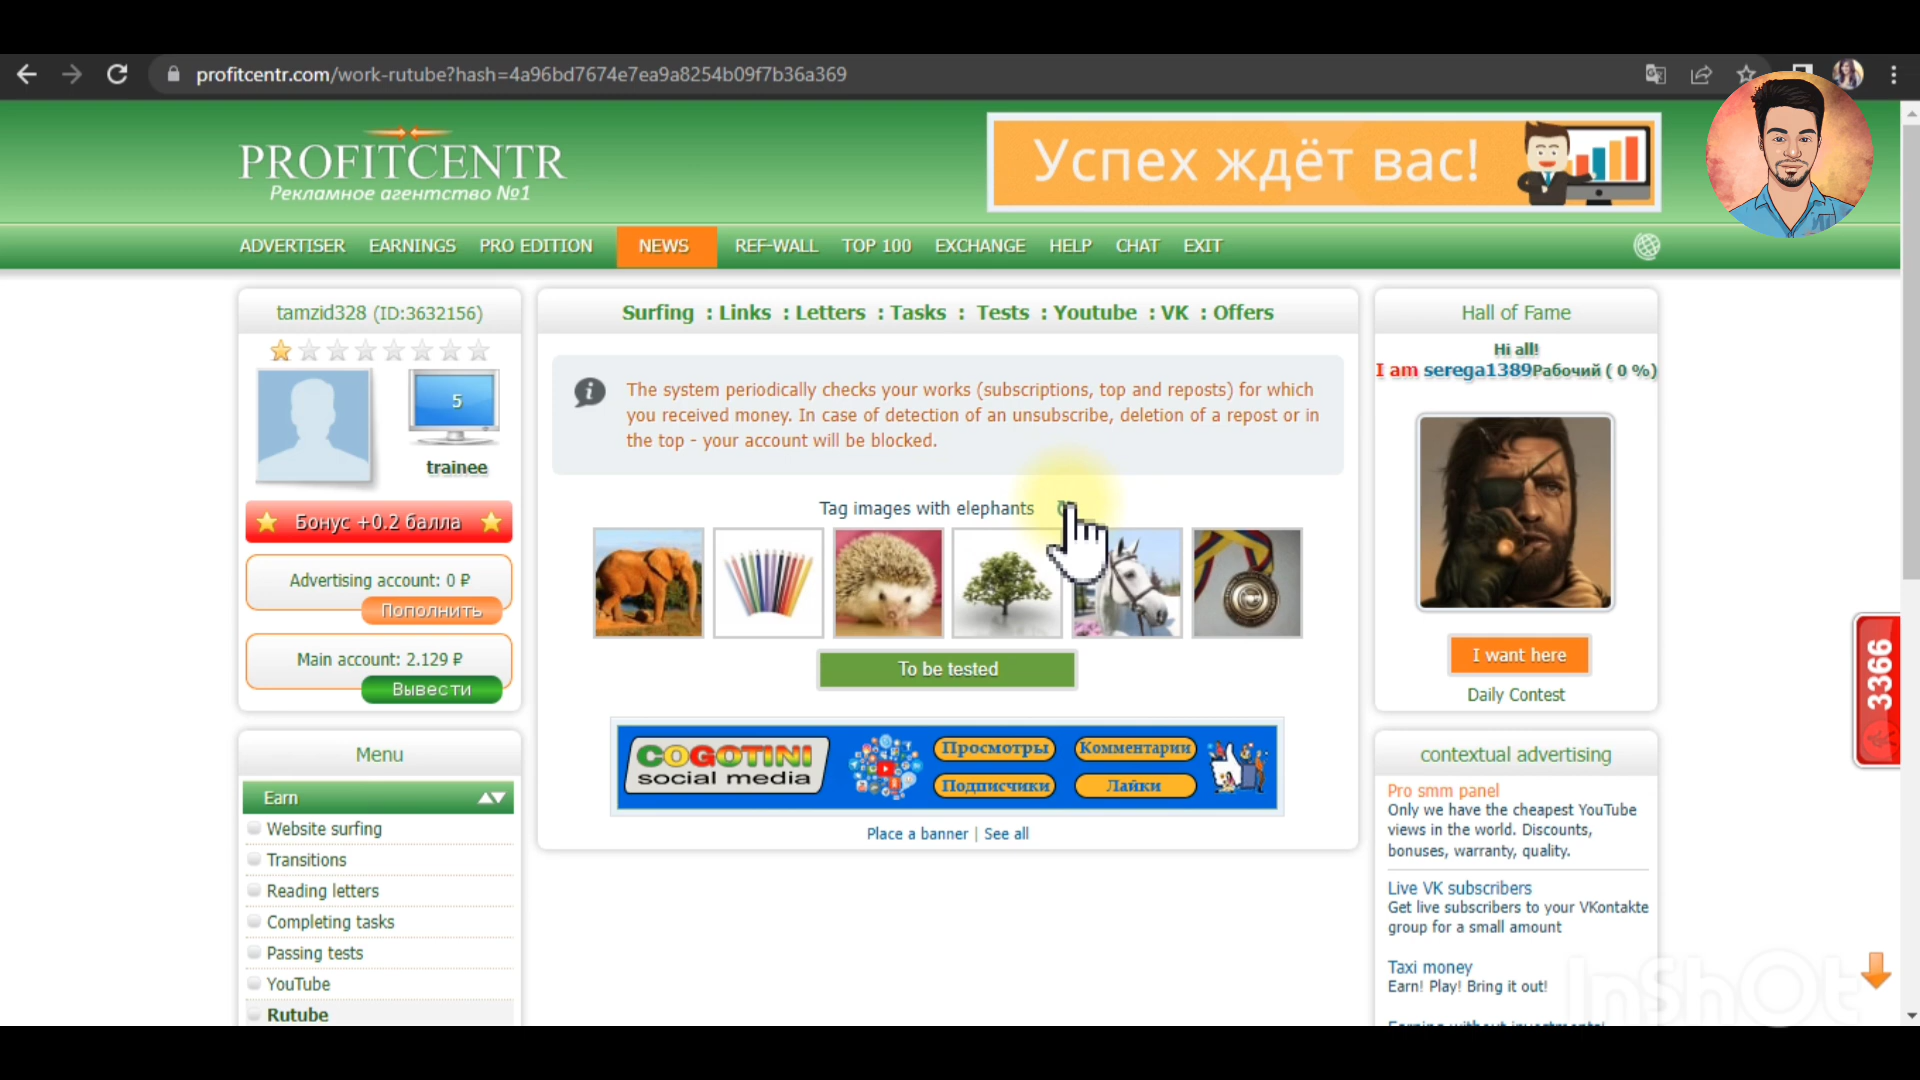 profitcentr.com/work-rutube?hash=4a96bd7674e7ea9a8254b09f7b36a369
PROFITCENTR
Рекламное агентство №1
Успех ждёт вас!
ADVERTISER EARNINGS PRO EDITION NEWS REF-WALL TOP 100 EXCHANGE HELP CHAT EXIT
tamzid328 (ID:3632156)
5
trainee
Бонус +0.2 балла
Advertising account: 0 ₽
Пополнить
Main account: 2.129 ₽
Вывести
Menu
Earn
Website surfing
Transitions
Reading letters
Completing tasks
Passing tests
YouTube
Rutube
Surfing : Links : Letters : Tasks : Tests : Youtube : VK : Offers
The system periodically checks your works (subscriptions, top and reposts) for which
you received money. In case of detection of an unsubscribe, deletion of a repost or in
the top - your account will be blocked.
Tag images with elephants
To be tested
COGOTINI
social media
Просмотры
Комментарии
Подписчики
Лайки
Place a banner | See all
Hall of Fame
Hi all!
I am serega1389Рабочий ( 0 %)
I want here
Daily Contest
contextual advertising
Pro smm panel
Only we have the cheapest YouTube
views in the world. Discounts,
bonuses, warranty, quality.
Live VK subscribers
Get live subscribers to your VKontakte
group for a small amount
Taxi money
Earn! Play! Bring it out!
3366
InShOt